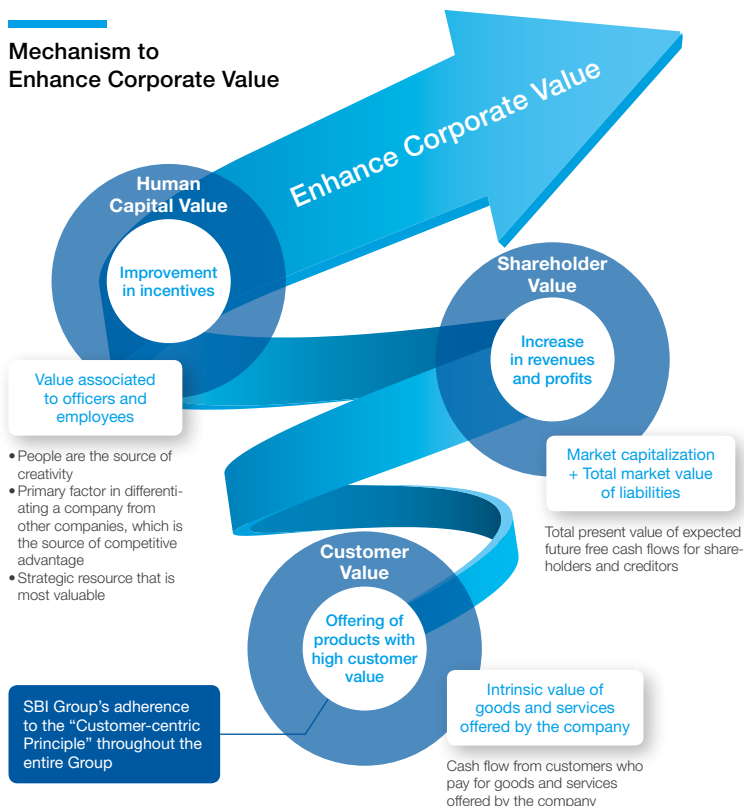 Mechanism to
Enhance Corporate Value
Enhance Corporate Value
Human
Capital Value
Improvement
in incentives
Value associated
to officers and
employees
• People are the source of
creativity
• Primary factor in differenti-
ating a company from
other companies, which is
the source of competitive
advantage
• Strategic resource that is
most valuable
Shareholder
Value
Increase
in revenues
and profits
Market capitalization
+ Total market value
of liabilities
Total present value of expected
future free cash flows for share-
holders and creditors
Customer
Value
Offering of
products with
high customer
value
SBI Group's adherence
to the “Customer-centric
Principle” throughout the
entire Group
Intrinsic value of
goods and services
offered by the company
Cash flow from customers who
pay for goods and services
offered by the company